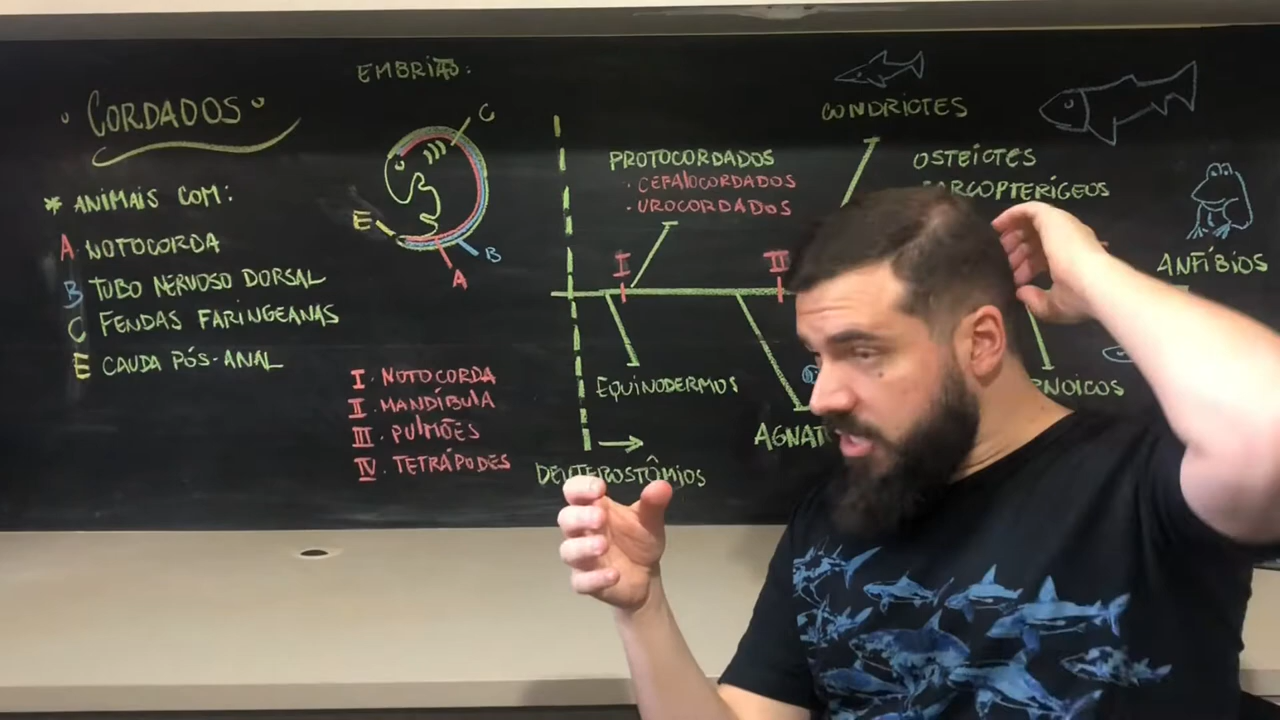 CORDADOS
* ANIMAIS COM:
A NOTOCORDA
B TUBO NERVOSO DORSAL
C FENDAS FARINGEANAS
E CAUDA PÓS-ANAL
EMBRIÃO:
C
E
B
A
I. NOTOCORDA
II. MANDÍBULA
III. PULMÕES
IV. TETRÁPODES
PROTOCORDADOS
· CEFALOCORDADOS
· UROCORDADOS
I
II
EQUINODERMOS
DEUTEROSTÔMIOS
CONDRICTES
OSTEICTES
ANFÍBIOS